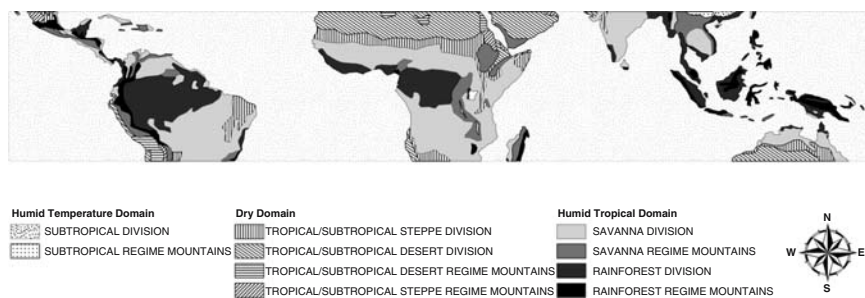 Humid Temperature Domain
SUBTROPICAL DIVISION
SUBTROPICAL REGIME MOUNTAINS
Dry Domain
TROPICAL/SUBTROPICAL STEPPE DIVISION
TROPICAL/SUBTROPICAL DESERT DIVISION
TROPICAL/SUBTROPICAL DESERT REGIME MOUNTAINS
TROPICAL/SUBTROPICAL STEPPE REGIME MOUNTAINS
Humid Tropical Domain
SAVANNA DIVISION
SAVANNA REGIME MOUNTAINS
RAINFOREST DIVISION
RAINFOREST REGIME MOUNTAINS
N
W E
S